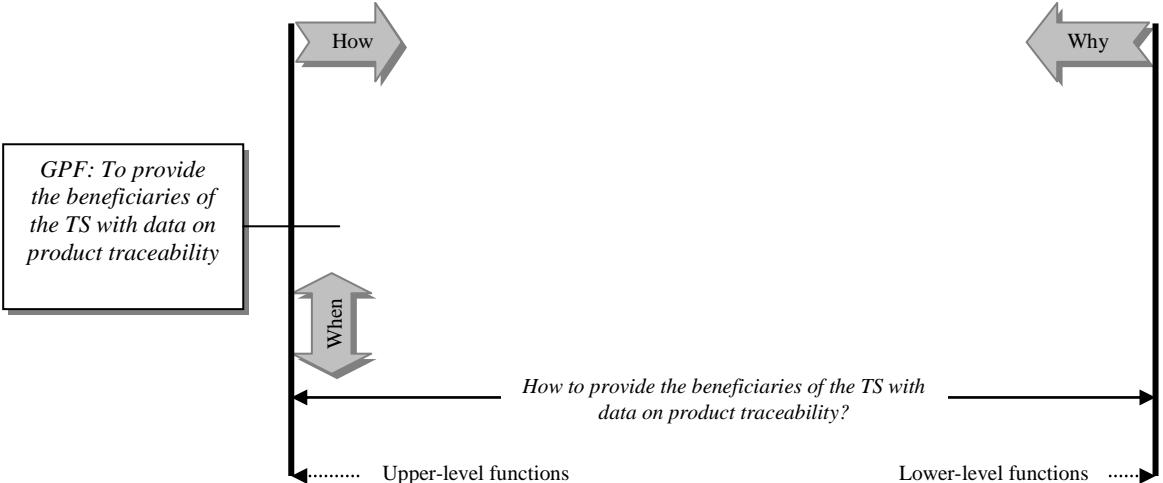 How
Why
GPF: To provide
the beneficiaries of
the TS with data on
product traceability
When
How to provide the beneficiaries of the TS with
data on product traceability?
Upper-level functions
Lower-level functions